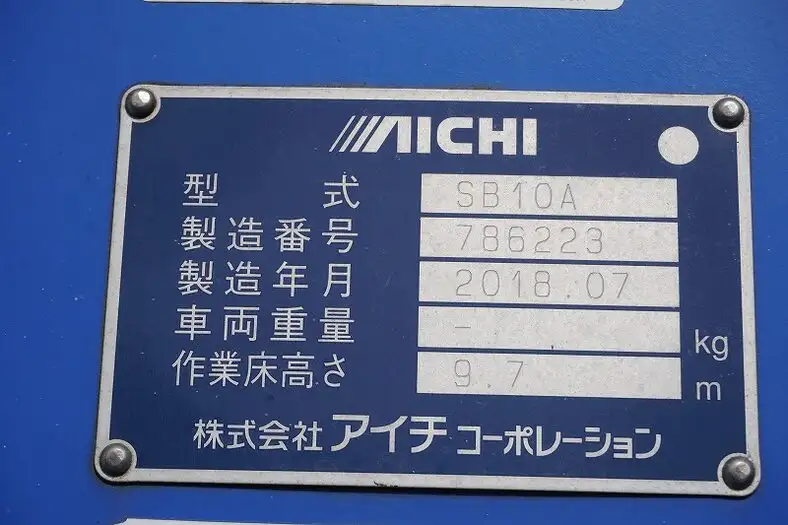 AICHI
型式 SB10A
製造番号 786223
製造年月 2018.07
車両重量 - kg
作業床高さ 9.7 m
株式会社アイチコーポレーション